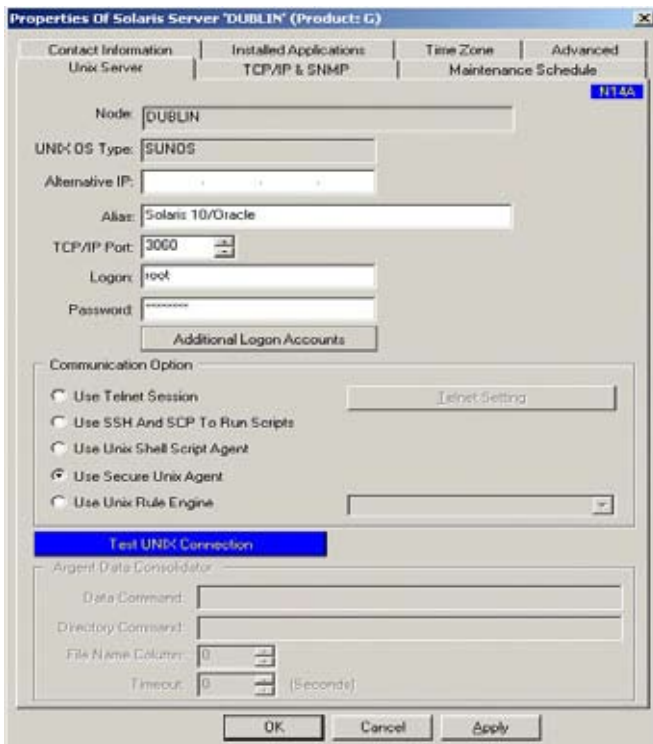 Properties Of Solaris Server 'DUBLIN' (Product: G)
Contact Information Installed Applications Time Zone Advanced
Unix Server TCP/IP & SNMP Maintenance Schedule
N14A
Node: DUBLIN
UNIX OS Type: SUNOS
Alternative IP: . . .
Alias: Solaris 10/Oracle
TCP/IP Port: 3060
Logon: root
Password: ********
Additional Logon Accounts
Communication Option
Use Telnet Session Telnet Setting
Use SSH And SCP To Run Scripts
Use Unix Shell Script Agent
Use Secure Unix Agent
Use Unix Rule Engine
Test UNIX Connection
Argent Data Consolidator
Data Command:
Directory Command:
File Name Column: 0
Timeout: 0 (Seconds)
OK Cancel Apply